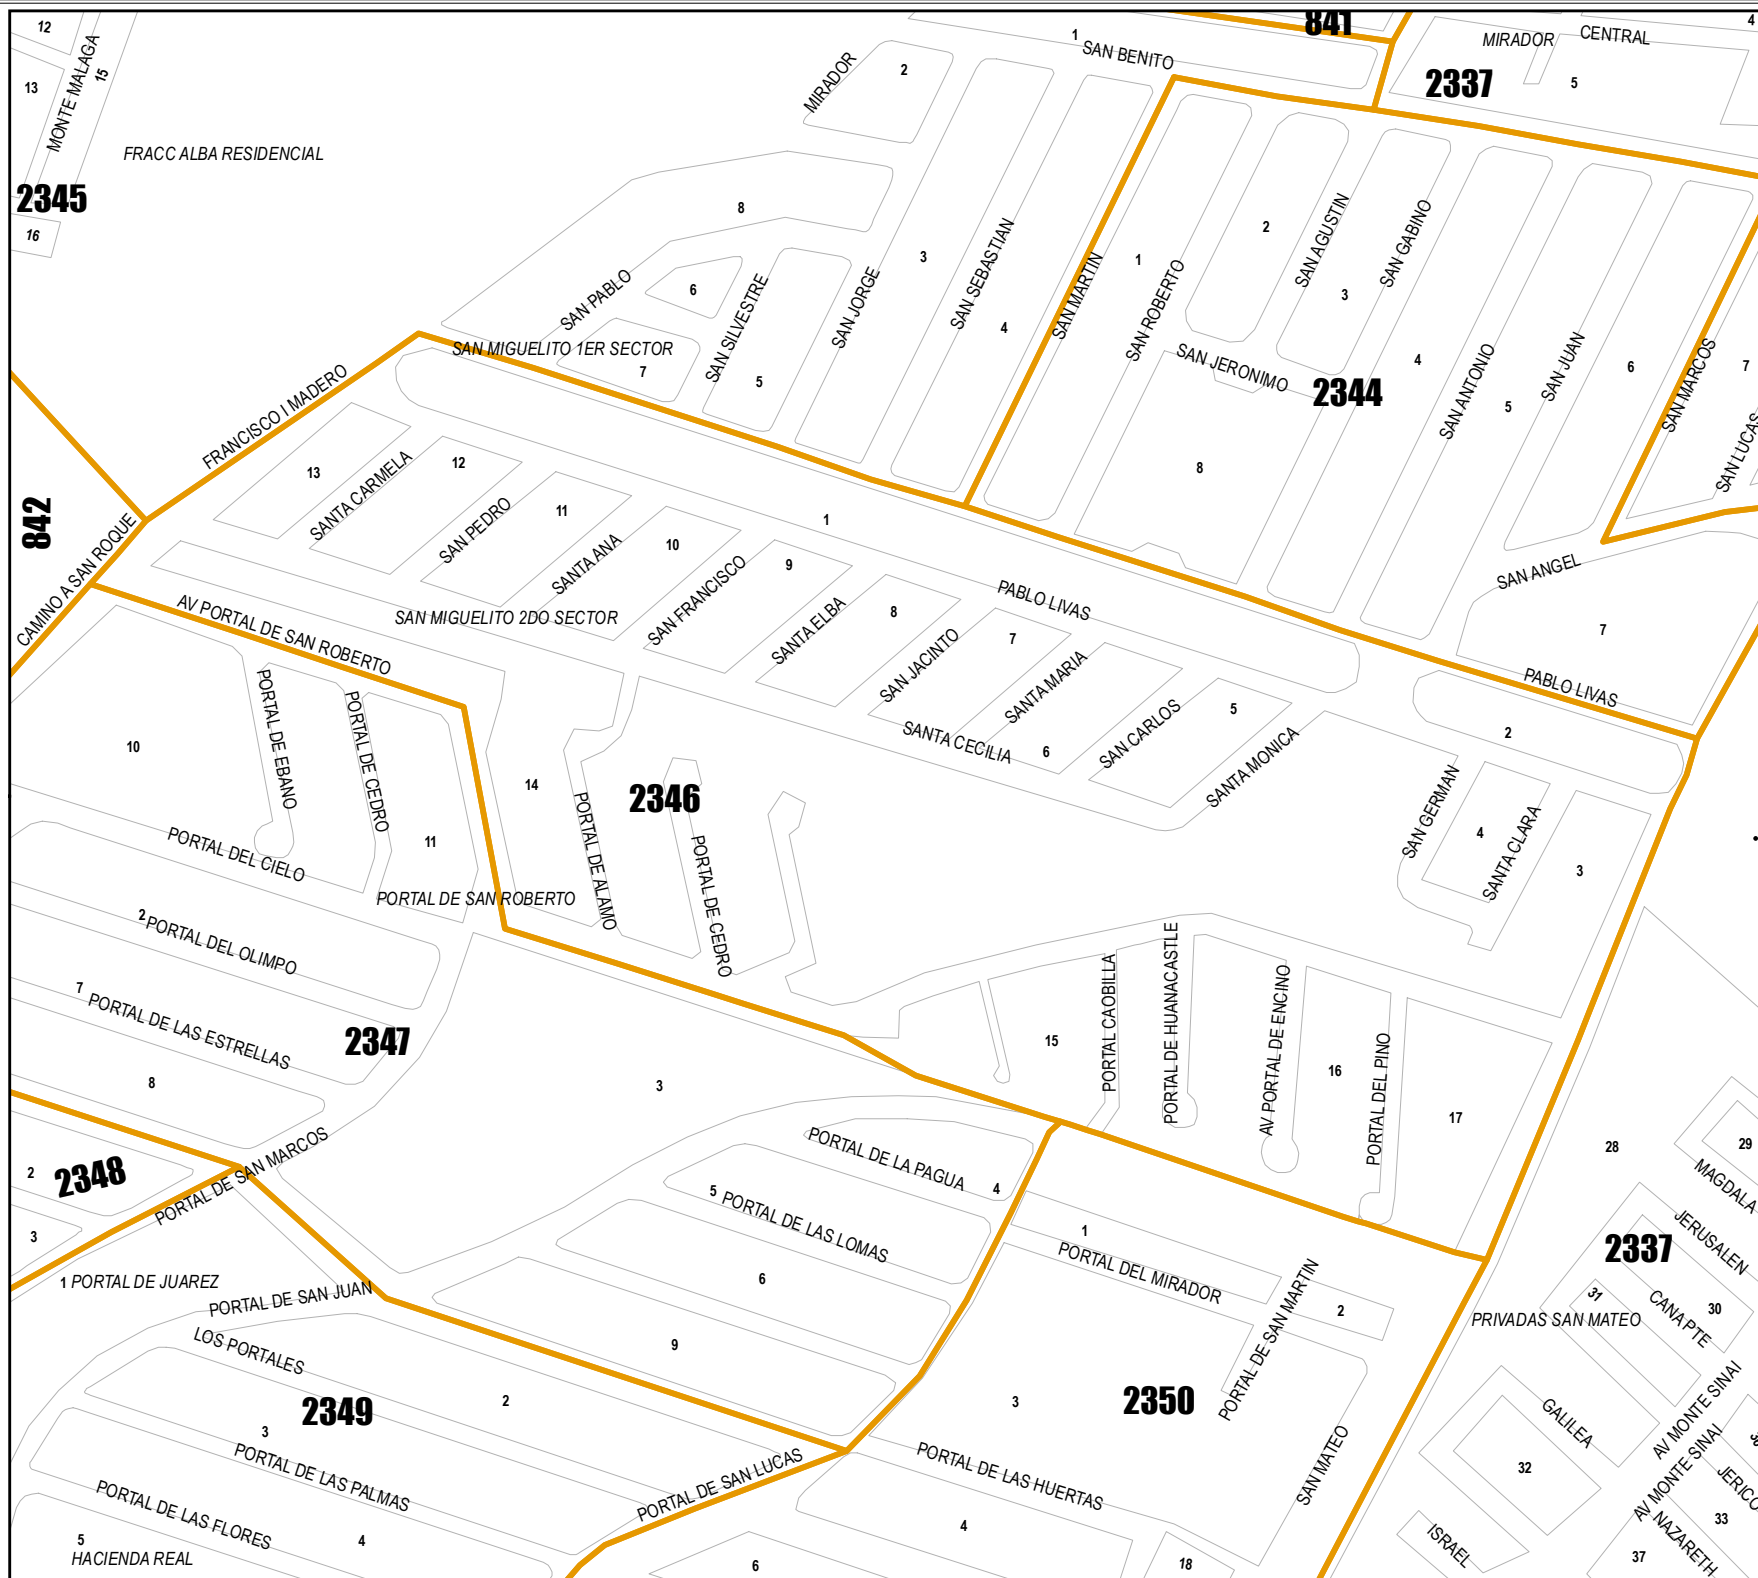 12
MONTE MALAGA
15
13
FRACC ALBA RESIDENCIAL
2345
16
MIRADOR
2
1
SAN BENITO
841
MIRADOR
CENTRAL
4
2337
5
8
SAN PABLO
6
SAN SILVESTRE
SAN JORGE
3
SAN SEBASTIAN
4
SAN MARTIN
1
SAN ROBERTO
2
SAN AGUSTIN
3
SAN GABINO
SAN JERONIMO
2344
4
SAN ANTONIO
5
SAN JUAN
6
SAN MARCOS
7
SAN LUCAS
SAN MIGUELITO 1ER SECTOR
7
5
8
FRANCISCO I MADERO
842
CAMINO A SAN ROQUE
13
SANTA CARMELA
12
SAN PEDRO
11
SANTA ANA
10
SAN FRANCISCO
9
SANTA ELBA
8
SAN JACINTO
7
SANTA MARIA
1
PABLO LIVAS
SAN ANGEL
7
PABLO LIVAS
AV PORTAL DE SAN ROBERTO
SAN MIGUELITO 2DO SECTOR
SANTA CECILIA
6
SAN CARLOS
5
SANTA MONICA
2
SAN GERMAN
4
SANTA CLARA
3
10
PORTAL DE EBANO
PORTAL DE CEDRO
11
14
PORTAL DE ALAMO
2346
PORTAL DE CEDRO
PORTAL DEL CIELO
PORTAL DE SAN ROBERTO
2
PORTAL DEL OLIMPO
7
PORTAL DE LAS ESTRELLAS
2347
8
3
15
PORTAL CAOBILLA
PORTAL DE HUANACASTLE
AV PORTAL DE ENCINO
16
PORTAL DEL PINO
17
28
29
MAGDALA
2
2348
3
PORTAL DE SAN MARCOS
PORTAL DE LA PAGUA
4
5
PORTAL DE LAS LOMAS
1
PORTAL DEL MIRADOR
JERUSALEN
2337
1
PORTAL DE JUAREZ
PORTAL DE SAN JUAN
6
PORTAL DE SAN MARTIN
2
31
CANA PTE
30
PRIVADAS SAN MATEO
LOS PORTALES
9
2349
2
3
2350
GALILEA
AV MONTE SINAI
3
PORTAL DE LAS PALMAS
PORTAL DE SAN LUCAS
PORTAL DE LAS HUERTAS
SAN MATEO
32
AV MONTE SINAI
JERICO
PORTAL DE LAS FLORES
4
5
HACIENDA REAL
6
4
18
ISRAEL
33
NAZARETH
37